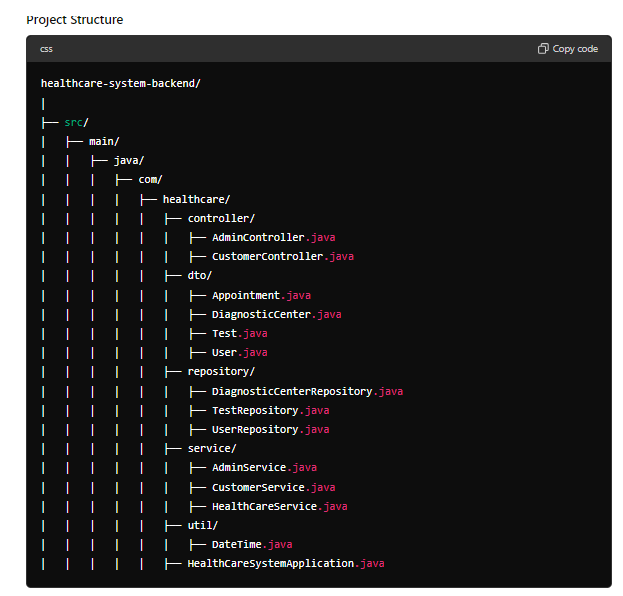 Project Structure
css Copy code
healthcare-system-backend/
│
├── src/
│   ├── main/
│   │   ├── java/
│   │   │   ├── com/
│   │   │   │   ├── healthcare/
│   │   │   │   │   ├── controller/
│   │   │   │   │   │   ├── AdminController.java
│   │   │   │   │   │   ├── CustomerController.java
│   │   │   │   │   ├── dto/
│   │   │   │   │   │   ├── Appointment.java
│   │   │   │   │   │   ├── DiagnosticCenter.java
│   │   │   │   │   │   ├── Test.java
│   │   │   │   │   │   ├── User.java
│   │   │   │   │   ├── repository/
│   │   │   │   │   │   ├── DiagnosticCenterRepository.java
│   │   │   │   │   │   ├── TestRepository.java
│   │   │   │   │   │   ├── UserRepository.java
│   │   │   │   │   ├── service/
│   │   │   │   │   │   ├── AdminService.java
│   │   │   │   │   │   ├── CustomerService.java
│   │   │   │   │   │   ├── HealthCareService.java
│   │   │   │   │   ├── util/
│   │   │   │   │   │   ├── DateTime.java
│   │   │   │   │   ├── HealthCareSystemApplication.java